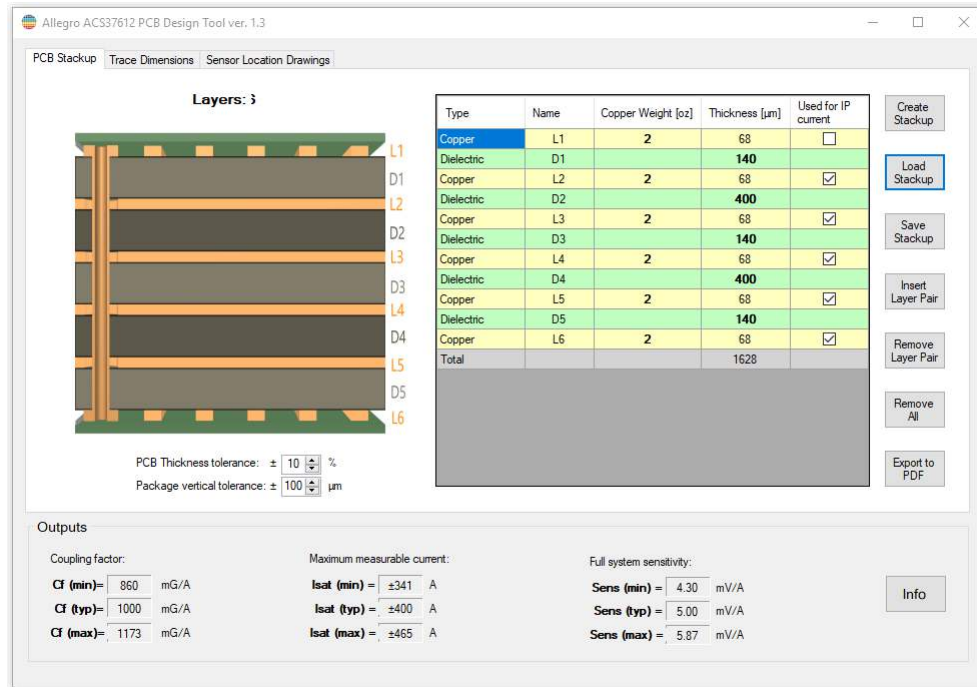 Allegro ACS37612 PCB Design Tool ver. 1.3
PCB Stackup Trace Dimensions Sensor Location Drawings
Layers:
L1
D1
L2
D2
L3
D3
L4
D4
L5
D5
L6
PCB Thickness tolerance: ± 10 %
Package vertical tolerance: ± 100 μm
Type Name Copper Weight [oz] Thickness [μm] Used for IP current
Copper L1 2 68
Dielectric D1 140
Copper L2 2 68
Dielectric D2 400
Copper L3 2 68
Dielectric D3 140
Copper L4 2 68
Dielectric D4 400
Copper L5 2 68
Dielectric D5 140
Copper L6 2 68
Total 1628
Create
Stackup
Load
Stackup
Save
Stackup
Insert
Layer Pair
Remove
Layer Pair
Remove
All
Export to
PDF
Outputs
Coupling factor:
Cf (min)= 860 mG/A
Cf (typ)= 1000 mG/A
Cf (max)= 1173 mG/A
Maximum measurable current:
Isat (min) = ±341 A
Isat (typ) = ±400 A
Isat (max) = ±465 A
Full system sensitivity:
Sens (min) = 4.30 mV/A
Sens (typ) = 5.00 mV/A
Sens (max) = 5.87 mV/A
Info